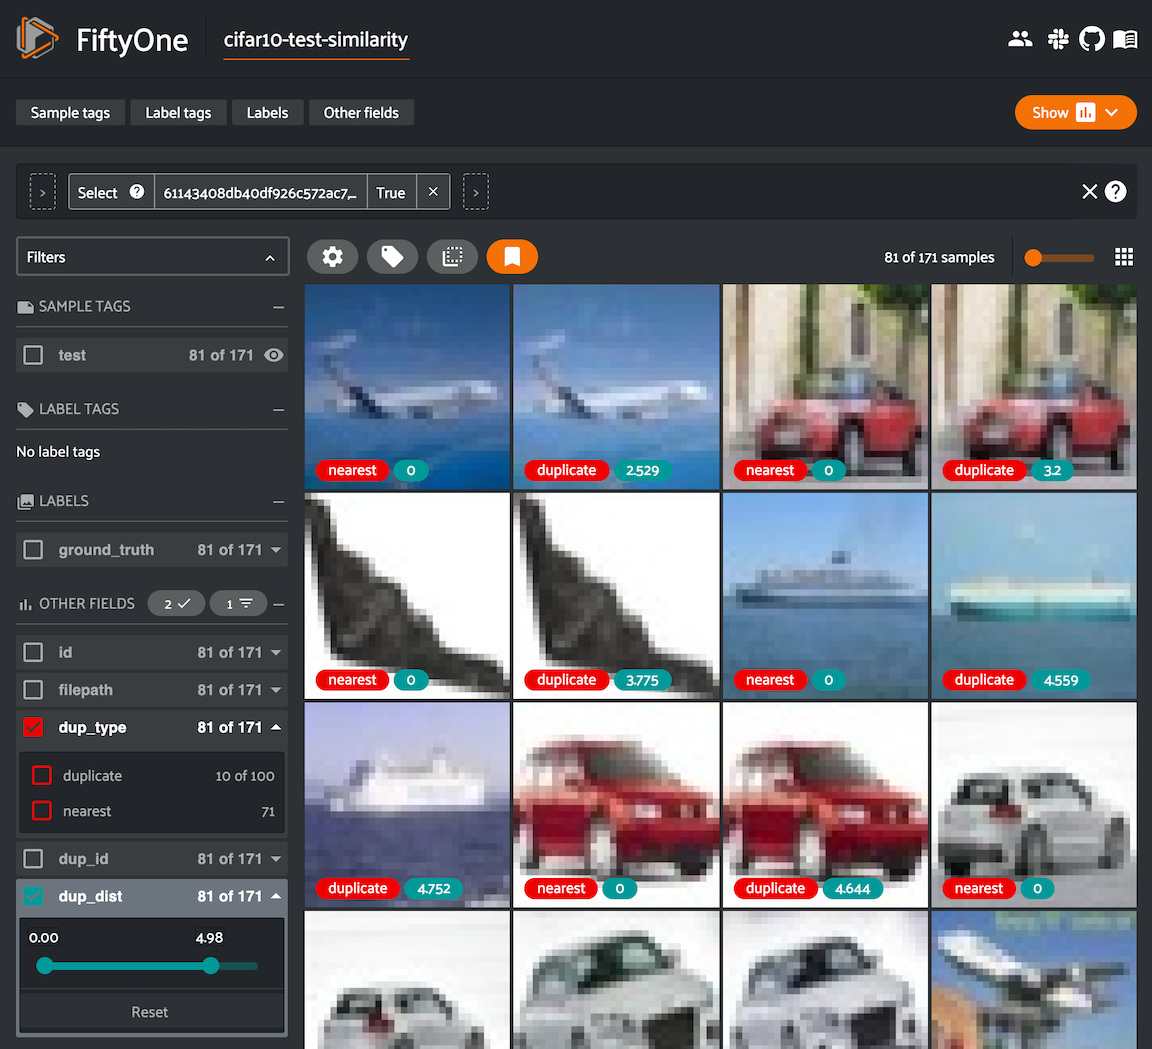 FiftyOne
cifar10-test-similarity
Sample tags
Label tags
Labels
Other fields
Show
>
Select
?
61143408db40df926c572ac7,...
True
×
>
×
?
Filters
81 of 171 samples
SAMPLE TAGS
test 81 of 171
LABEL TAGS
No label tags
LABELS
ground_truth 81 of 171
OTHER FIELDS 2 1
id 81 of 171
filepath 81 of 171
dup_type 81 of 171
duplicate 10 of 100
nearest 71
dup_id 81 of 171
dup_dist 81 of 171
0.00 4.98
Reset
nearest 0
duplicate 2.529
nearest 0
duplicate 3.2
nearest 0
duplicate 3.775
nearest 0
duplicate 4.559
duplicate 4.752
nearest 0
duplicate 4.644
nearest 0